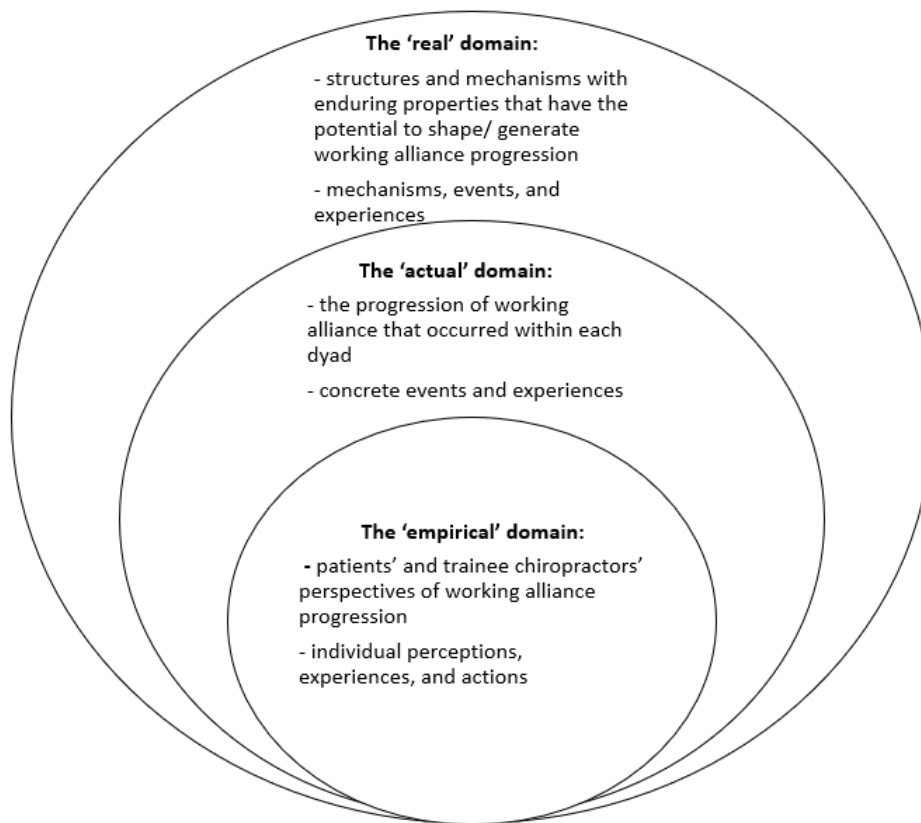 The ‘real’ domain:
- structures and mechanisms with
enduring properties that have the
potential to shape/ generate
working alliance progression
- mechanisms, events, and
experiences
The ‘actual’ domain:
- the progression of working
alliance that occurred within each
dyad
- concrete events and experiences
The ‘empirical’ domain:
- patients’ and trainee chiropractors’
perspectives of working alliance
progression
- individual perceptions,
experiences, and actions